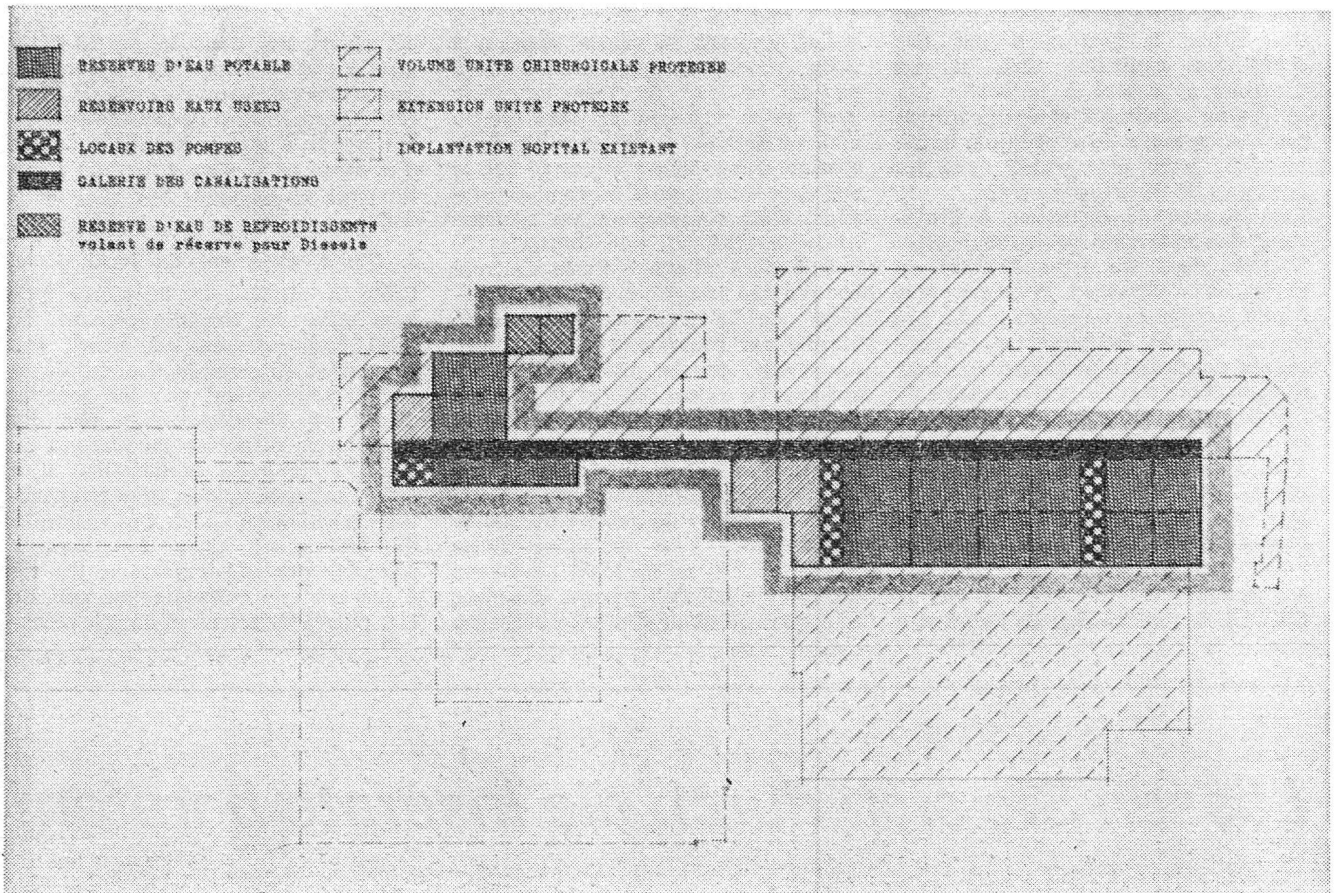 RESERVES D'EAU POTABLE
RESERVOIRS EAUX USEES
LOCAUX DES POMPES
GALERIE DES CANALISATIONS
RESERVE D'EAU DE REFROIDISSEMTS
volant de réserve pour Diesels
VOLUME UNITE CHIRURGICALE PROTEGEE
EXTENSION UNITE PROTEGEE
IMPLANTATION HOPITAL EXISTANT